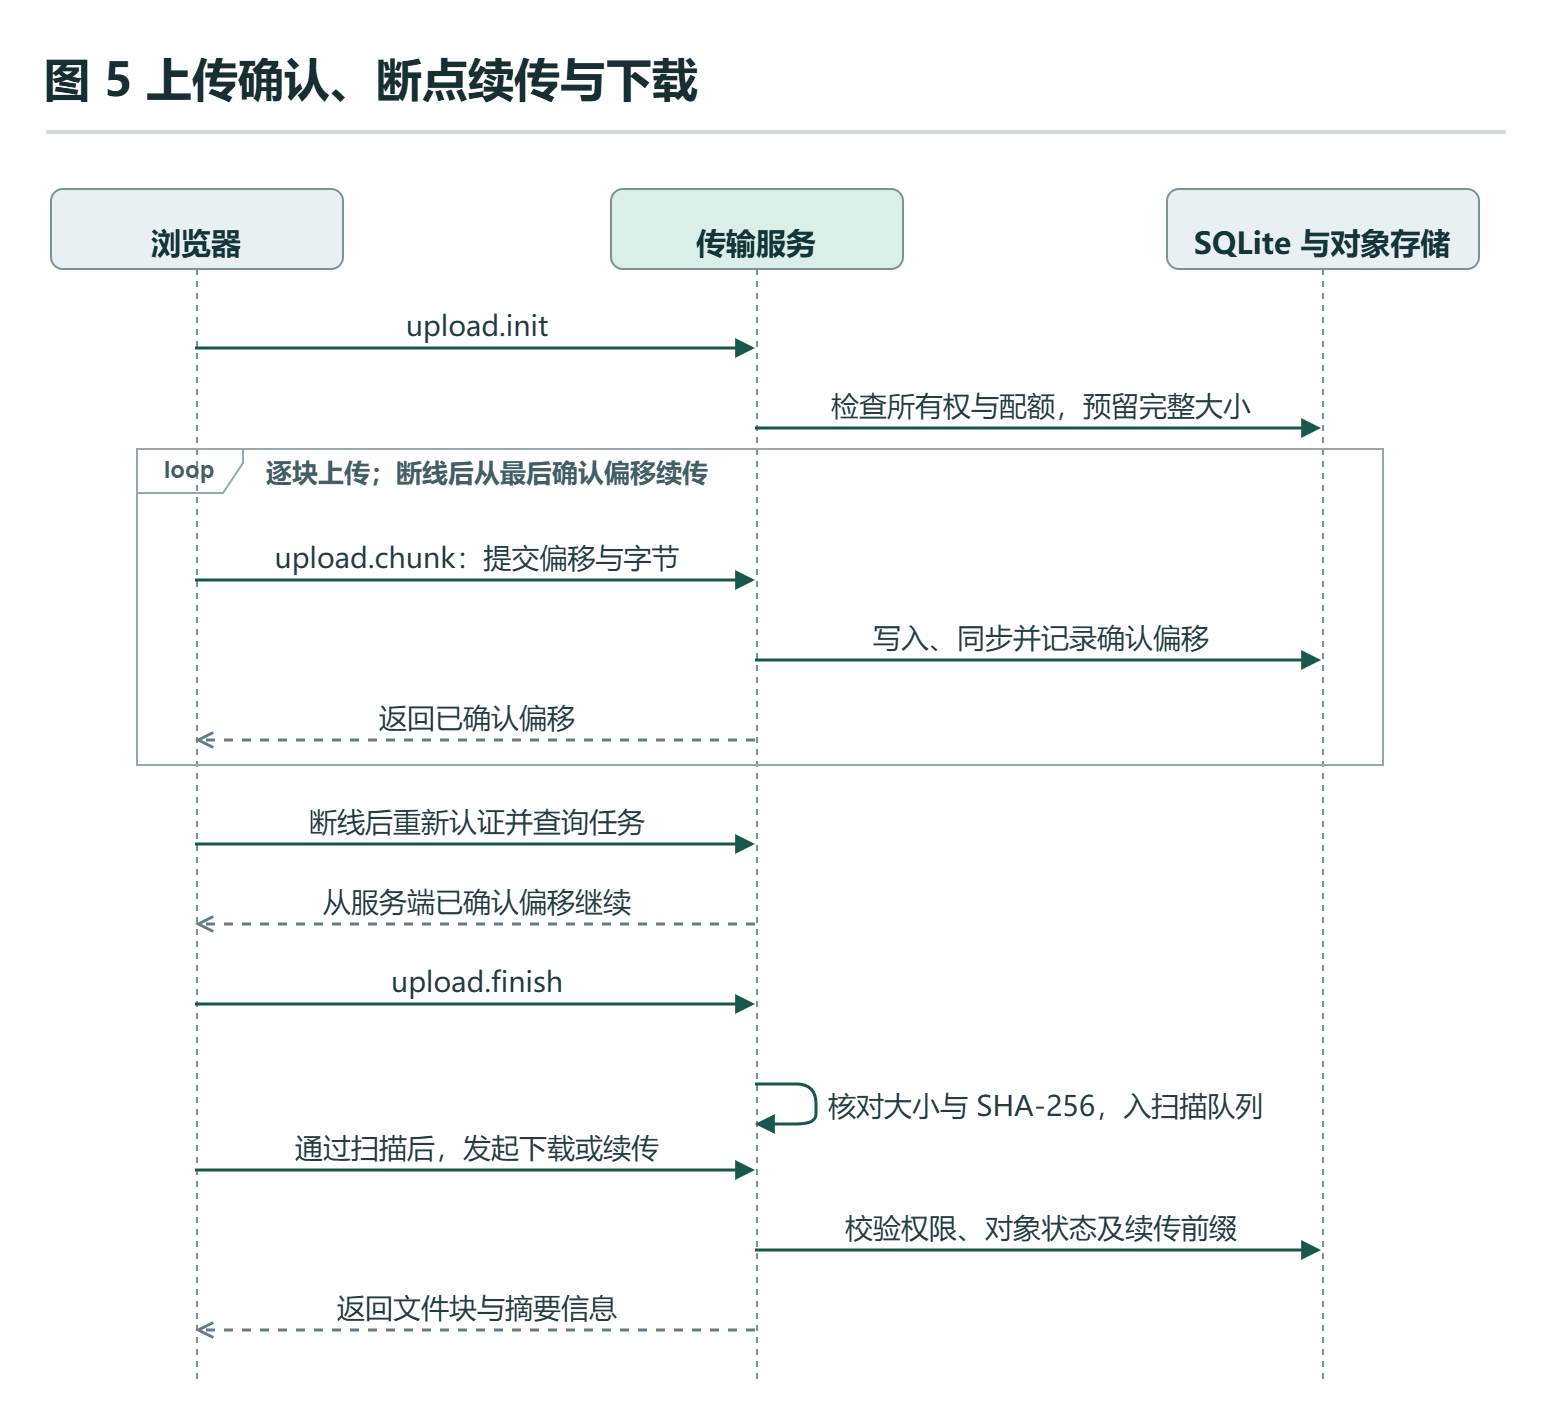 图 5 上传确认、断点续传与下载
浏览器
传输服务
SQLite 与对象存储
upload.init
检查所有权与配额，预留完整大小
loop
逐块上传；断线后从最后确认偏移续传
upload.chunk：提交偏移与字节
写入、同步并记录确认偏移
返回已确认偏移
断线后重新认证并查询任务
从服务端已确认偏移继续
upload.finish
核对大小与 SHA-256，入扫描队列
通过扫描后，发起下载或续传
校验权限、对象状态及续传前缀
返回文件块与摘要信息